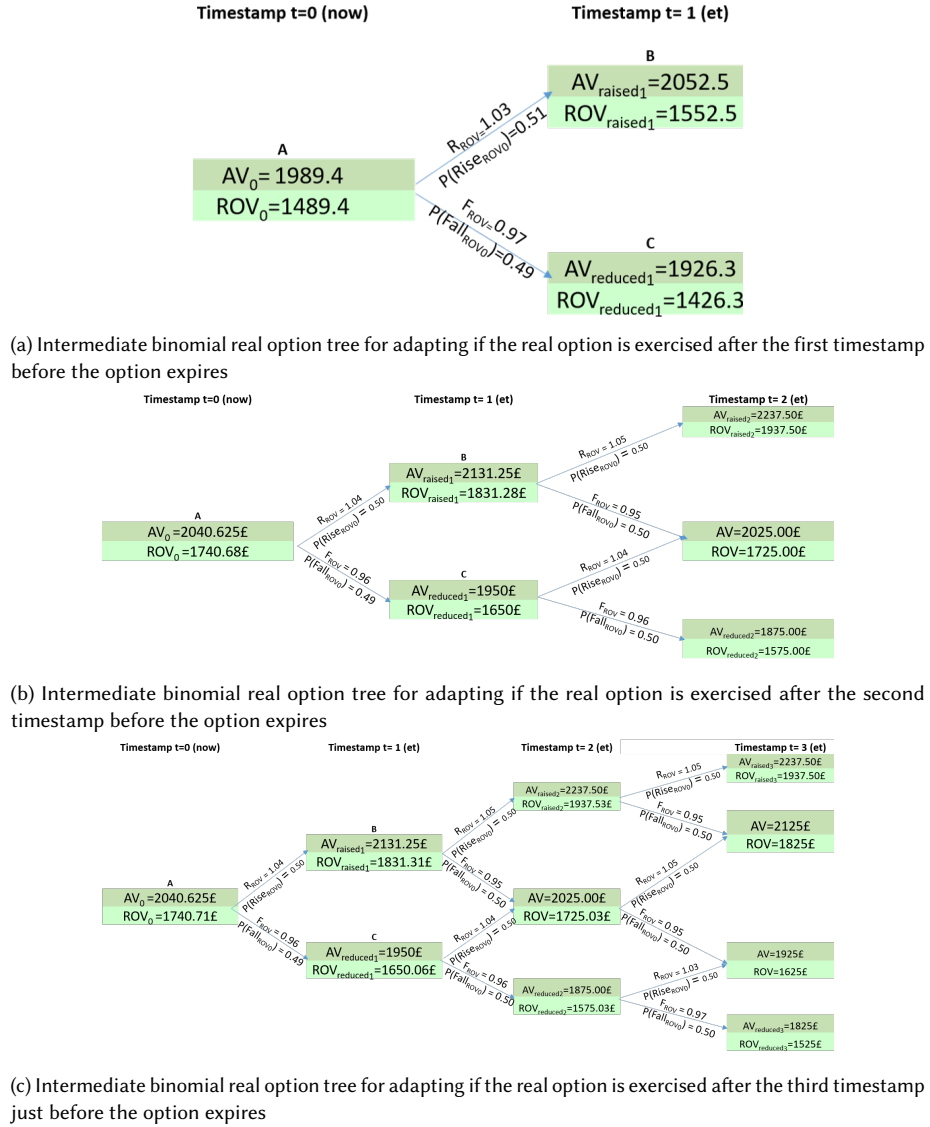 Timestamp t=0 (now) Timestamp t= 1 (et)
B
AVraised1=2052.5
ROVraised1=1552.5
RROV=1.03
P(RiseROV0)=0.51
A
AV0= 1989.4
ROV0=1489.4
FROV=0.97
P(FallROV0)=0.49
C
AVreduced1=1926.3
ROVreduced1=1426.3
(a) Intermediate binomial real option tree for adapting if the real option is exercised after the first timestamp
before the option expires
Timestamp t=0 (now) Timestamp t= 1 (et) Timestamp t= 2 (et)
AVraised2=2237.50£
ROVraised2=1937.50£
RROV = 1.05
P(RiseROV0) = 0.50
B
AVraised1=2131.25£
ROVraised1=1831.28£
RROV = 1.04
P(RiseROV0) = 0.50
FROV = 0.95
P(FallROV0) = 0.50
A
AV0 =2040.625£
ROV0 =1740.68£
AV=2025.00£
ROV=1725.00£
FROV = 0.96
P(FallROV0) = 0.49
RROV = 1.04
P(RiseROV0) = 0.50
C
AVreduced1=1950£
ROVreduced1=1650£
FROV = 0.96
P(FallROV0) = 0.50
AVreduced2=1875.00£
ROVreduced2=1575.00£
(b) Intermediate binomial real option tree for adapting if the real option is exercised after the second
timestamp before the option expires
Timestamp t=0 (now) Timestamp t= 1 (et) Timestamp t= 2 (et) Timestamp t= 3 (et)
AVraised3=2237.50£
ROVraised3=1937.50£
RROV = 1.05
P(RiseROV0) = 0.50
AVraised2=2237.50£
ROVraised2=1937.53£
FROV = 0.95
P(FallROV0) = 0.50
AV=2125£
ROV=1825£
RROV = 1.05
P(RiseROV0) = 0.50
B
AVraised1=2131.25£
ROVraised1=1831.31£
RROV = 1.04
P(RiseROV0) = 0.50
FROV = 0.95
P(FallROV0) = 0.50
RROV = 1.05
P(RiseROV0) = 0.50
A
AV0 =2040.625£
ROV0 =1740.71£
AV=2025.00£
ROV=1725.03£
FROV = 0.96
P(FallROV0) = 0.49
RROV = 1.04
P(RiseROV0) = 0.50
FROV = 0.95
P(FallROV0) = 0.50
C
AVreduced1=1950£
ROVreduced1=1650.06£
AV=1925£
ROV=1625£
FROV = 0.96
P(FallROV0) = 0.50
RROV = 1.03
P(RiseROV0) = 0.50
AVreduced2=1875.00£
ROVreduced2=1575.03£
FROV = 0.97
P(FallROV0) = 0.50
AVreduced3=1825£
ROVreduced3=1525£
(c) Intermediate binomial real option tree for adapting if the real option is exercised after the third timestamp
just before the option expires